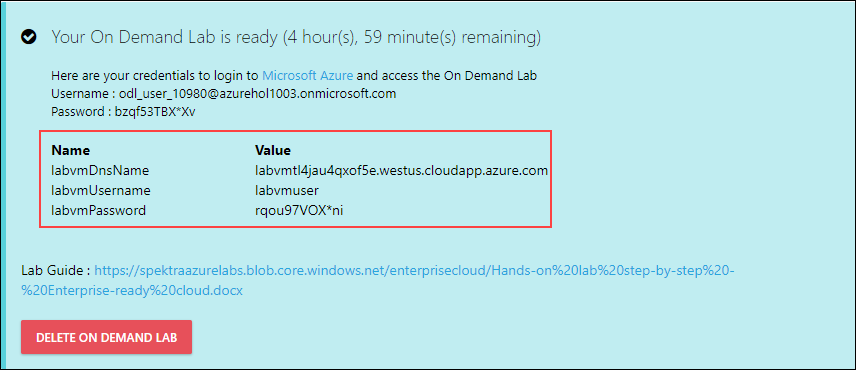 Your On Demand Lab is ready (4 hour(s), 59 minute(s) remaining)
Here are your credentials to login to Microsoft Azure and access the On Demand Lab
Username : odl_user_10980@azurehol1003.onmicrosoft.com
Password : bzqf53TBX*Xv
Name Value
labvmDnsName labvmtl4jau4qxof5e.westus.cloudapp.azure.com
labvmUsername labvmuser
labvmPassword rqou97VOX*ni
Lab Guide : https://spektraazurelabs.blob.core.windows.net/enterprisecloud/Hands-on%20lab%20step-by-step%20-
%20Enterprise-ready%20cloud.docx
DELETE ON DEMAND LAB